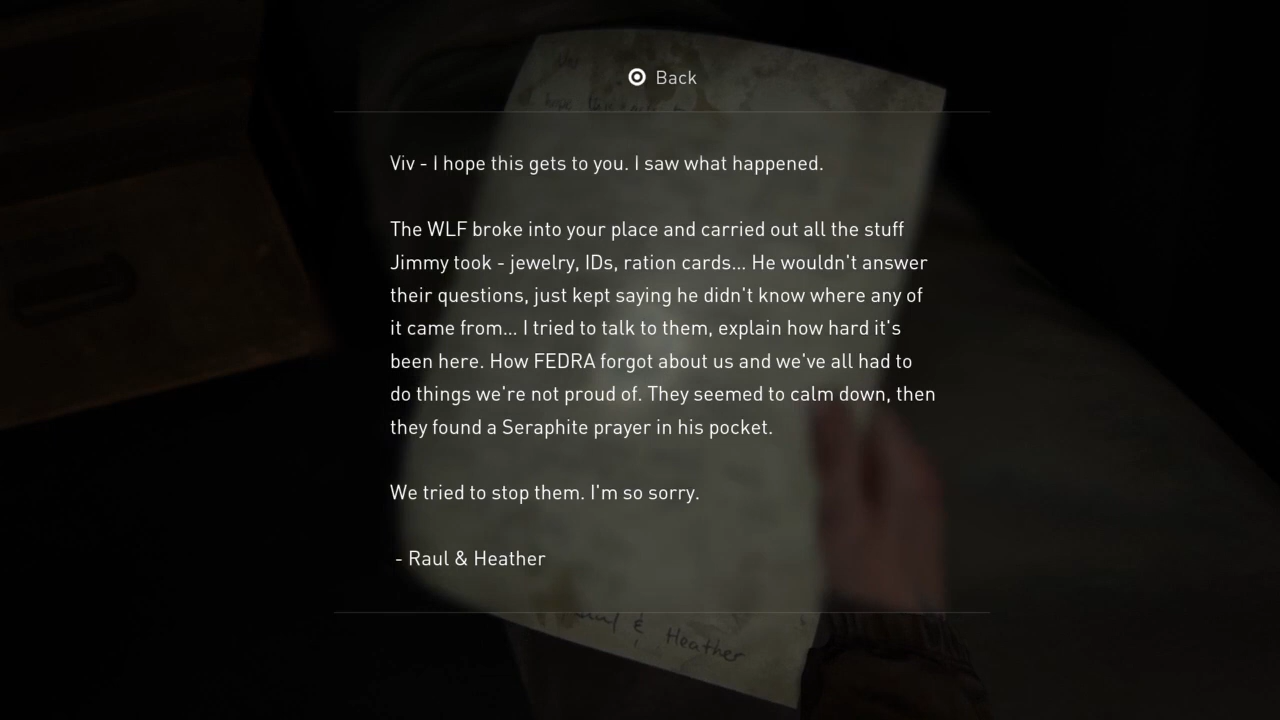 Back
Viv - I hope this gets to you. I saw what happened.
The WLF broke into your place and carried out all the stuff
Jimmy took - jewelry, IDs, ration cards... He wouldn't answer
their questions, just kept saying he didn't know where any of
it came from... I tried to talk to them, explain how hard it's
been here. How FEDRA forgot about us and we've all had to
do things we're not proud of. They seemed to calm down, then
they found a Seraphite prayer in his pocket.
We tried to stop them. I'm so sorry.
- Raul & Heather
& Heather